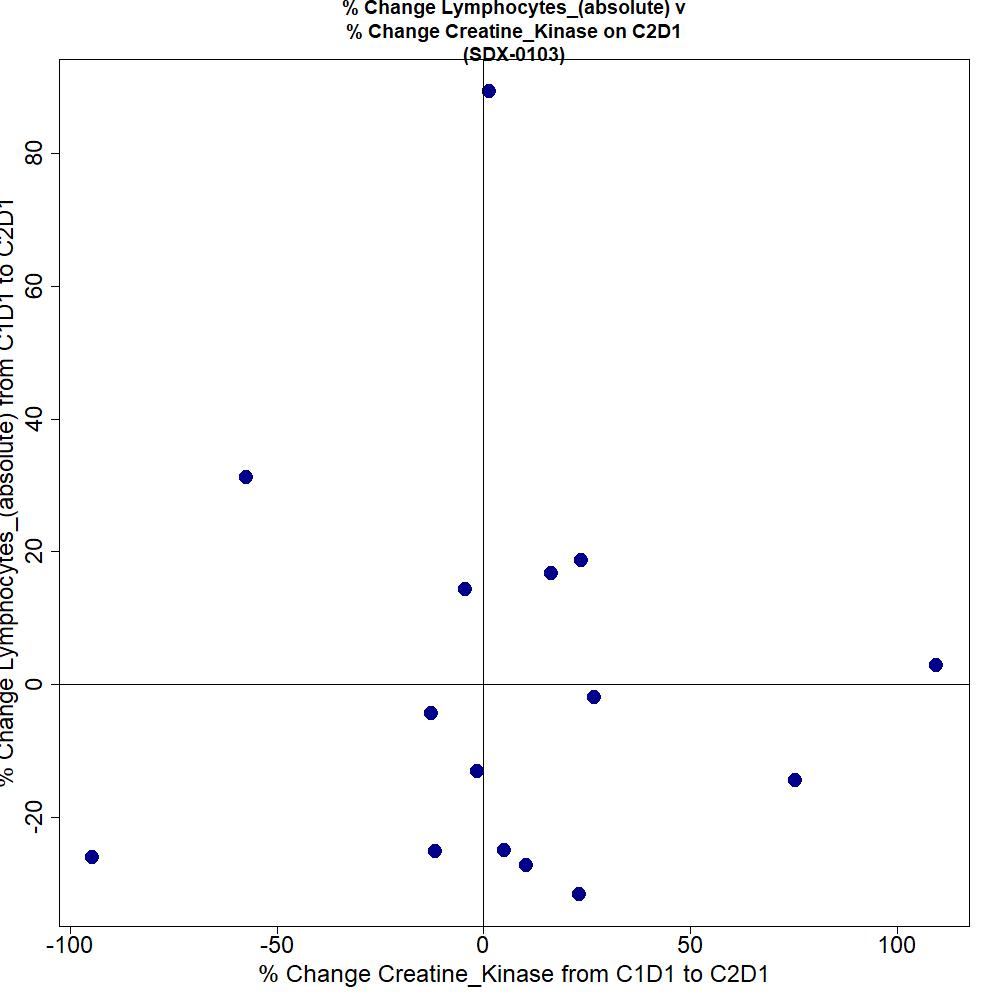 % Change Lymphocytes_(absolute) v
% Change Creatine_Kinase on C2D1
(SDX-0103)
% Change Lymphocytes_(absolute) from C1D1 to C2D1
80
60
40
20
0
-20
-100
-50
0
50
100
% Change Creatine_Kinase from C1D1 to C2D1